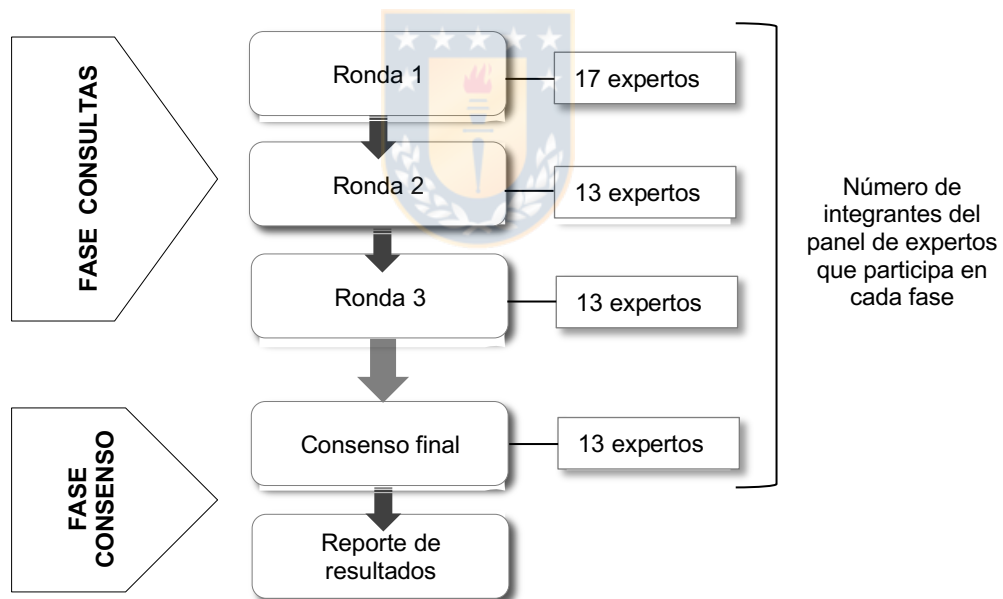 FASE CONSULTAS
Ronda 1
17 expertos
Ronda 2
13 expertos
Ronda 3
13 expertos
Número de
integrantes del
panel de expertos
que participa en
cada fase
FASE
CONSENSO
Consenso final
13 expertos
Reporte de
resultados